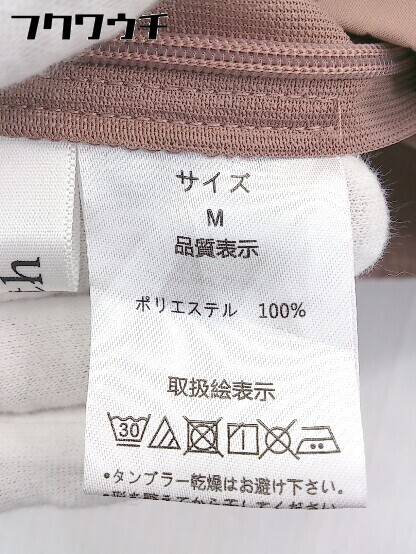 フクワウチ
サイズ
M
品質表示
ポリエステル 100%
取扱絵表示
30
・タンブラー乾燥はお避け下さい。
th